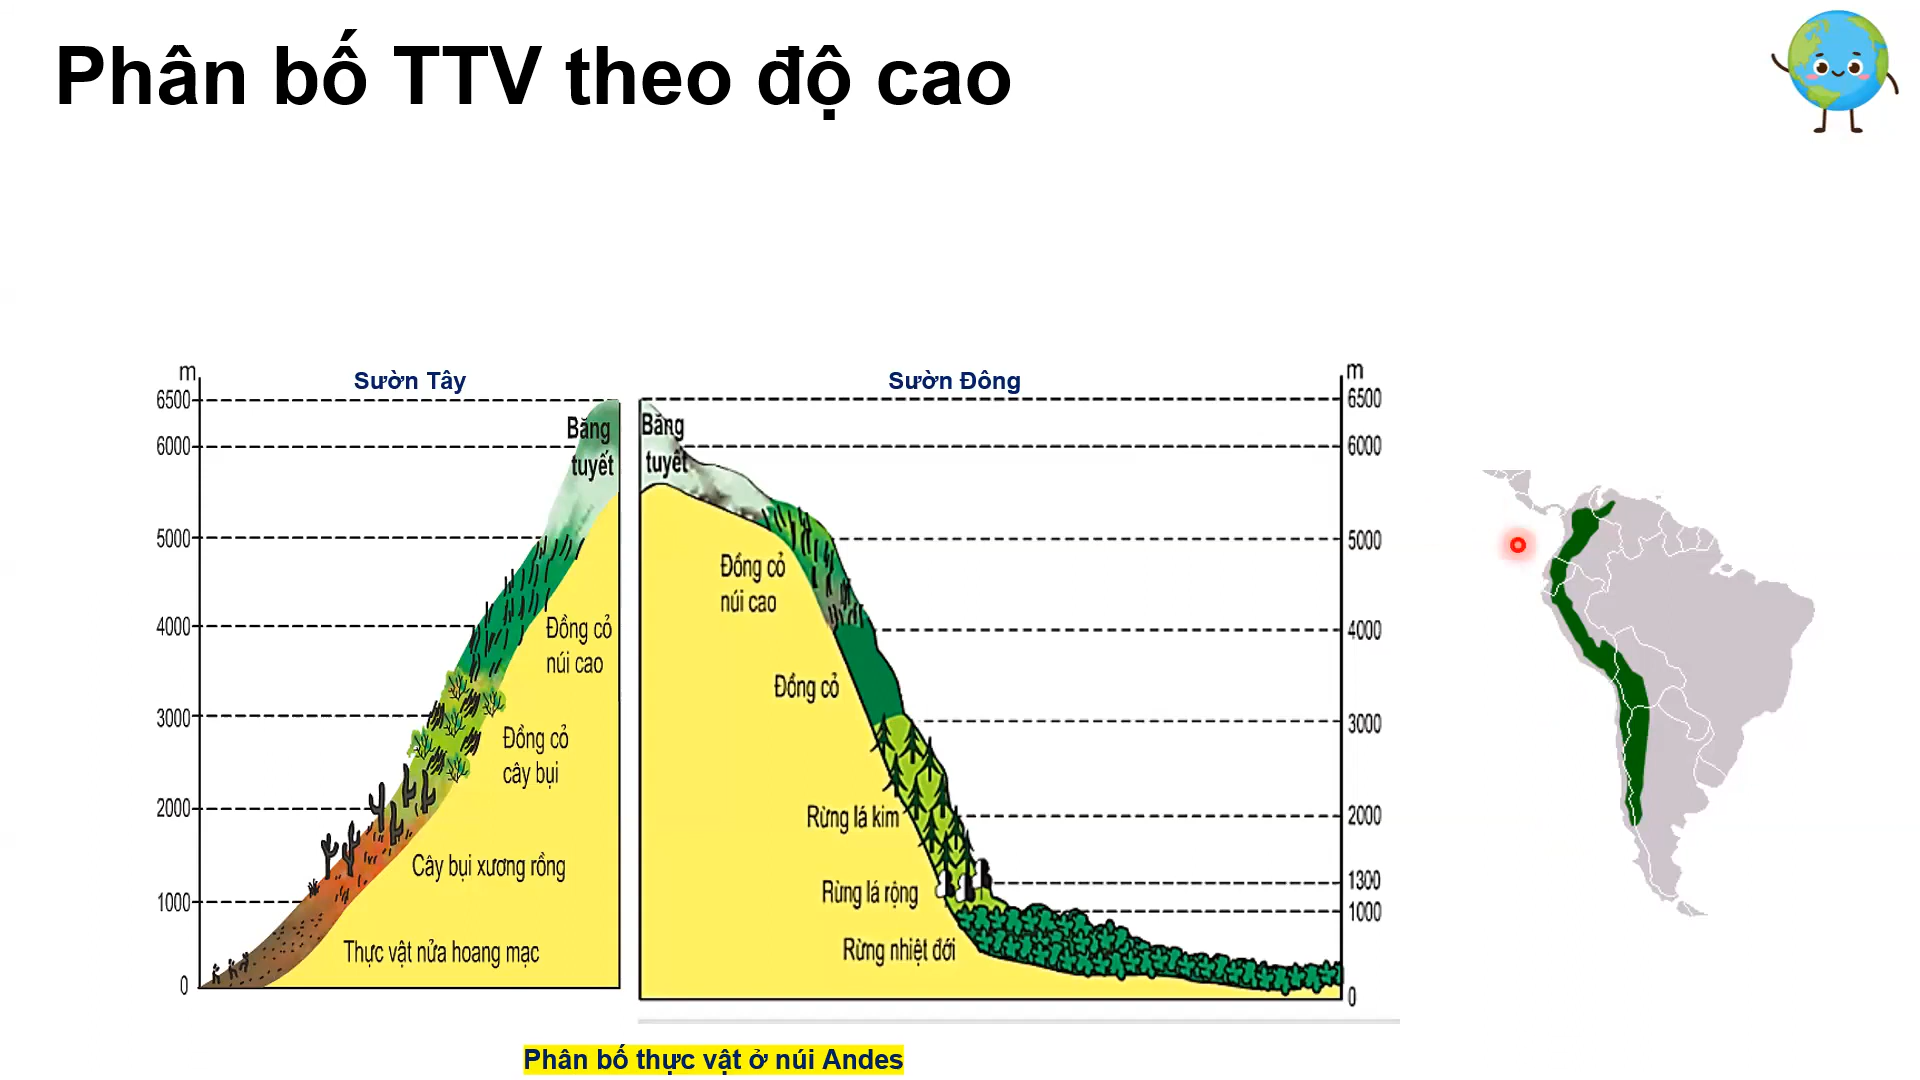 Phân bố TTV theo độ cao
m
Sườn Tây
6500
Băng
6000
tuyết
5000
4000
Đồng cỏ
núi cao
3000
Đồng cỏ
cây bụi
2000
Cây bụi xương rồng
1000
Thực vật nửa hoang mạc
0
Sườn Đông
m
6500
Băng
6000
tuyết
5000
Đồng cỏ
núi cao
4000
Đồng cỏ
3000
Rừng lá kim
2000
1300
Rừng lá rộng
1000
Rừng nhiệt đới
0
Phân bố thực vật ở núi Andes